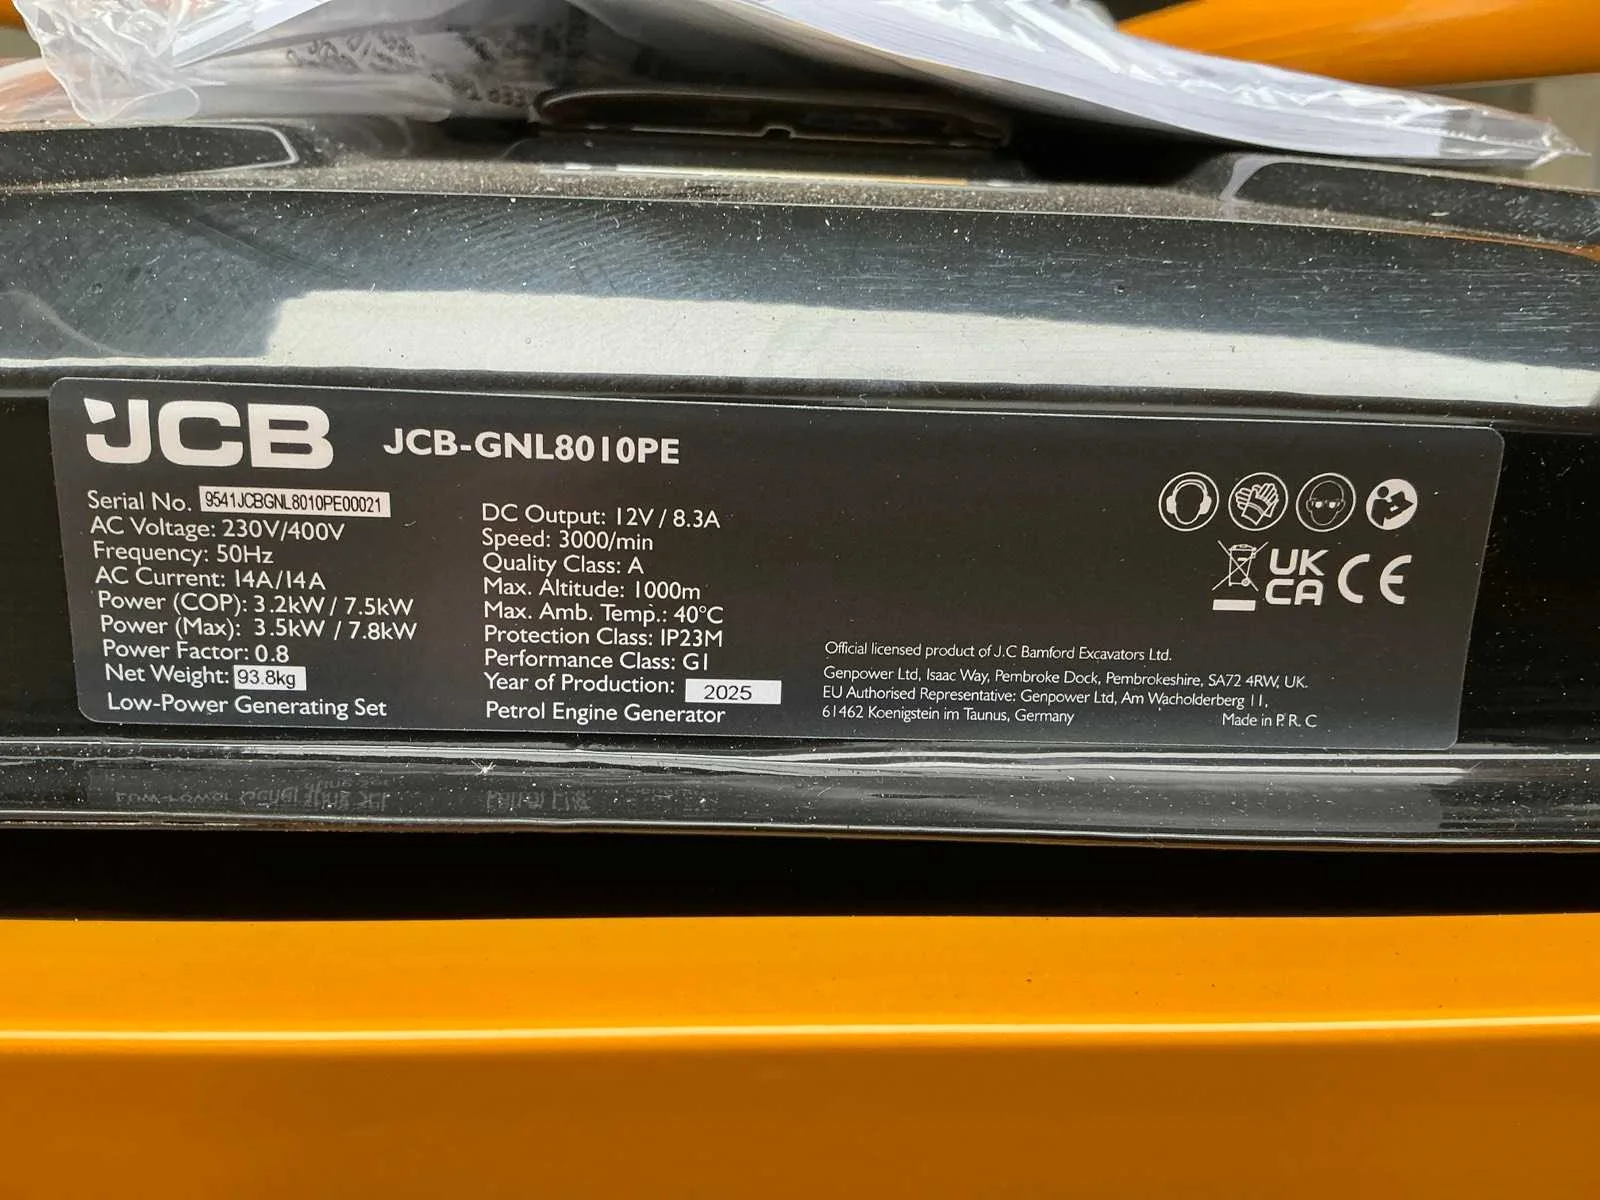 JCB
JCB-GNL8010PE
Serial No. 9541JCBGNL8010PE00021
AC Voltage: 230V/400V
Frequency: 50Hz
AC Current: 14A/14A
Power (COP): 3.2kW / 7.5kW
Power (Max): 3.5kW / 7.8kW
Power Factor: 0.8
Net Weight: 93.8kg
Low-Power Generating Set
DC Output: 12V / 8.3A
Speed: 3000/min
Quality Class: A
Max. Altitude: 1000m
Max. Amb. Temp.: 40°C
Protection Class: IP23M
Performance Class: G1
Year of Production: 2025
Petrol Engine Generator
UK
CA
CE
Official licensed product of J.C Bamford Excavators Ltd.
Genpower Ltd, Isaac Way, Pembroke Dock, Pembrokeshire, SA72 4RW, UK.
EU Authorised Representative: Genpower Ltd, Am Wacholderberg 11,
61462 Koenigstein im Taunus, Germany
Made in P. R. C